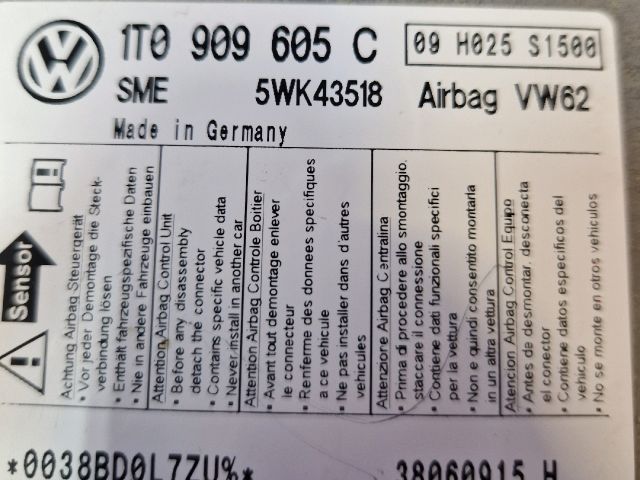 1T0 909 605 C
09 H025 S1500
SME
5WK43518
Airbag VW62
Made in Germany
Sensor
Achtung Airbag Steuergerät
• Vor jeder Demontage die Steck-
verbindung lösen
• Enthält fahrzeugspezifische Daten
• Nie in andere Fahrzeuge einbauen
Attention Airbag Control Unit
• Before any disassembly
detach the connector
• Contains specific vehicle data
• Never install in another car
Attention Airbag Controle Boitier
• Avant tout demontage enlever
le connecteur
• Renferme des donnees specifiques
a ce vehicule
• Ne pas installer dans d'autres
vehicules
Attenzione Airbag Centralina
• Prima di procedere allo smontaggio.
staccare il connessione
• Contiene dati funzionali specifici
per la vettura
• Non e quindi consentito montarla
in un altra vettura
Atencion Airbag Control Equipo
• Antes de desmontar, desconecta
el conector
• Contiene datos especificos del
vehiculo
• No se monte en otros vehiculos
*0038BD0L7ZU%*
38060915 H